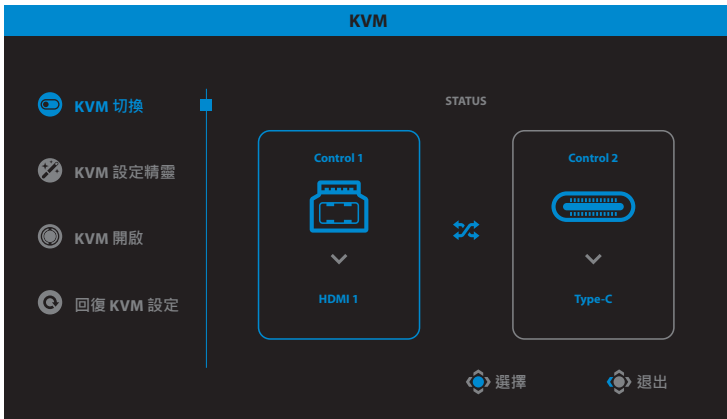 KVM
KVM 切換
KVM 設定精靈
KVM 開啟
回復 KVM 設定
STATUS
Control 1
HDMI 1
Control 2
Type-C
選擇
退出